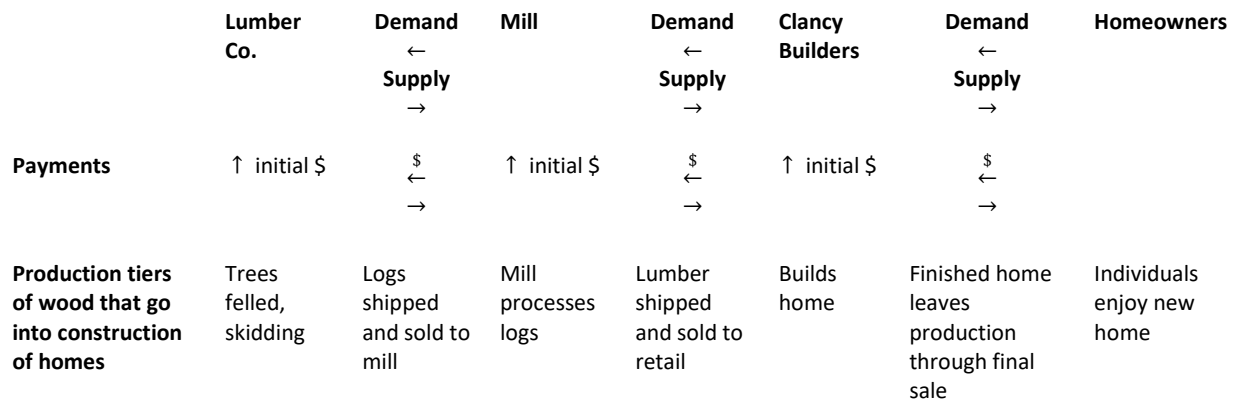 Lumber Co. Demand Mill Demand Clancy Builders Demand Homeowners
← ← ←
Supply Supply Supply
→ → →
Payments ↑ initial $ $ ↑ initial $ $ ↑ initial $ $
← ← ←
→ → →
Production tiers of wood that go into construction of homes
Trees felled, skidding
Logs shipped and sold to mill
Mill processes logs
Lumber shipped and sold to retail
Builds home
Finished home leaves production through final sale
Individuals enjoy new home